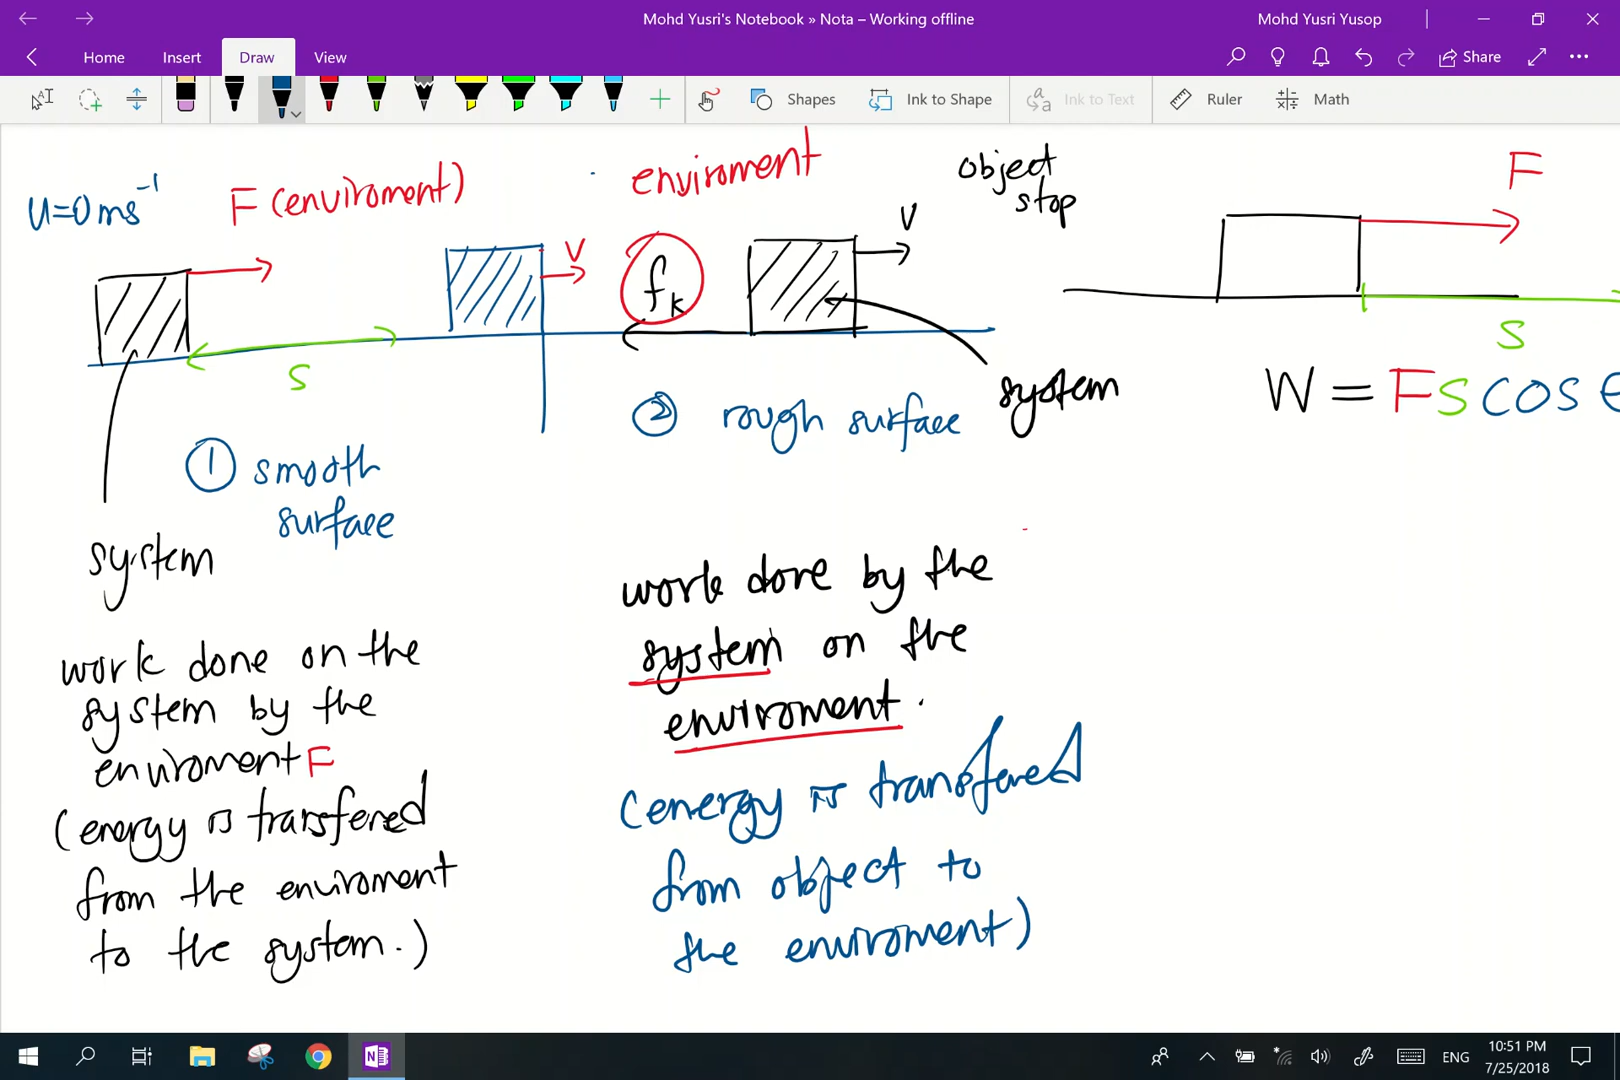 Mohd Yusri's Notebook » Nota – Working offline
Mohd Yusri Yusop
Home Insert Draw View
Share
Shapes Ink to Shape Ink to Text Ruler Math
u=0 ms⁻¹
F (enviroment)
S
① smooth
surface
system
work done on the
system by the
enviroment F
(energy is transfered
from the enviroment
to the system.)
enviroment
V
fk
V
object
stop
② rough surface
system
work done by the
system on the
enviroment.
(energy is transfered
from object to
the enviroment)
F
S
W = FS cos θ
ENG
10:51 PM
7/25/2018